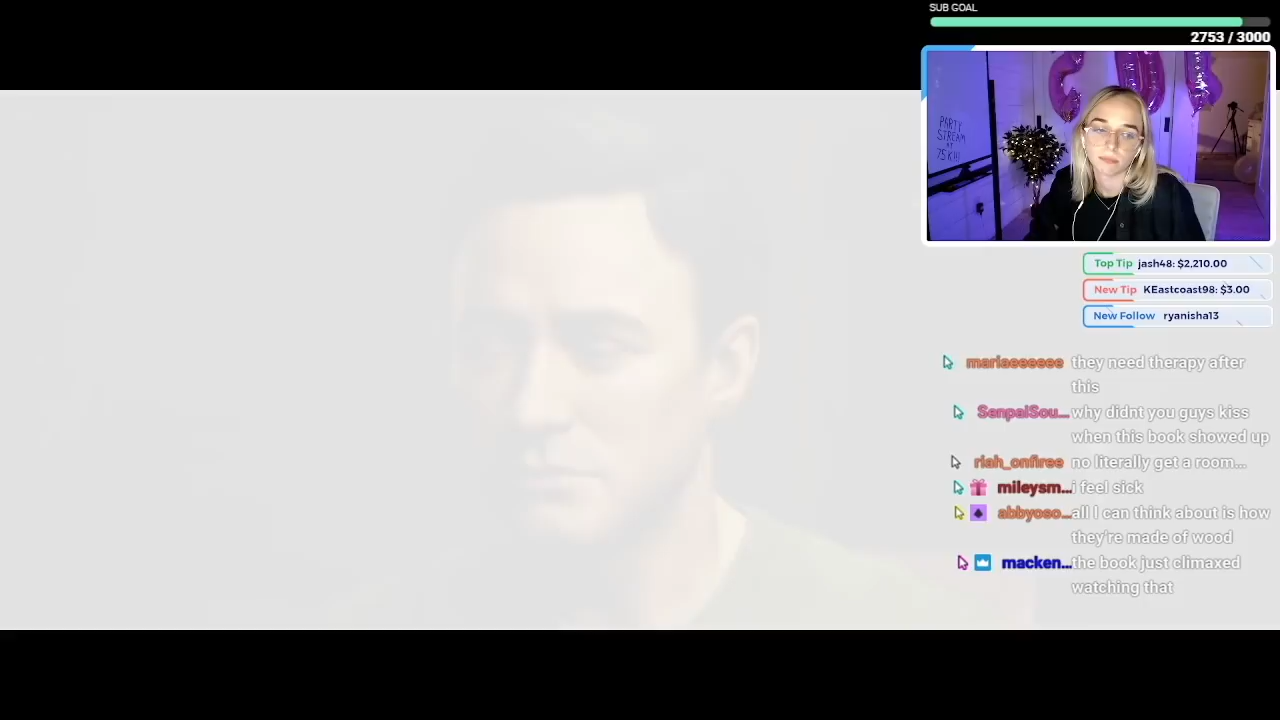 SUB GOAL
2753 / 3000
PARTY
STREAM
AT
75K!!!
Top Tip jash48: $2,210.00
New Tip KEastcoast98: $3.00
New Follow ryanisha13
mariaeeeeee they need therapy after
this
SenpaiSou... why didnt you guys kiss
when this book showed up
riah_onfiree no literally get a room...
mileysm... i feel sick
abbyoso... all I can think about is how
they're made of wood
macken... the book just climaxed
watching that